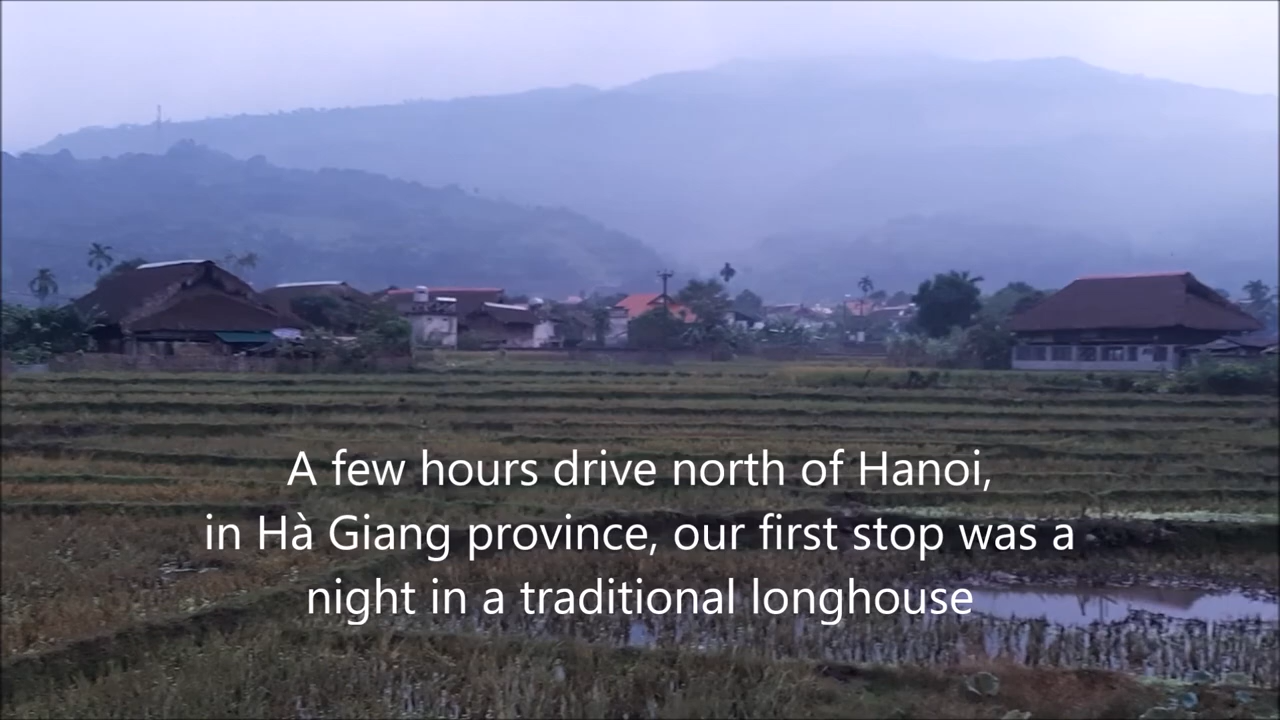 A few hours drive north of Hanoi,
in Hà Giang province, our first stop was a
night in a traditional longhouse